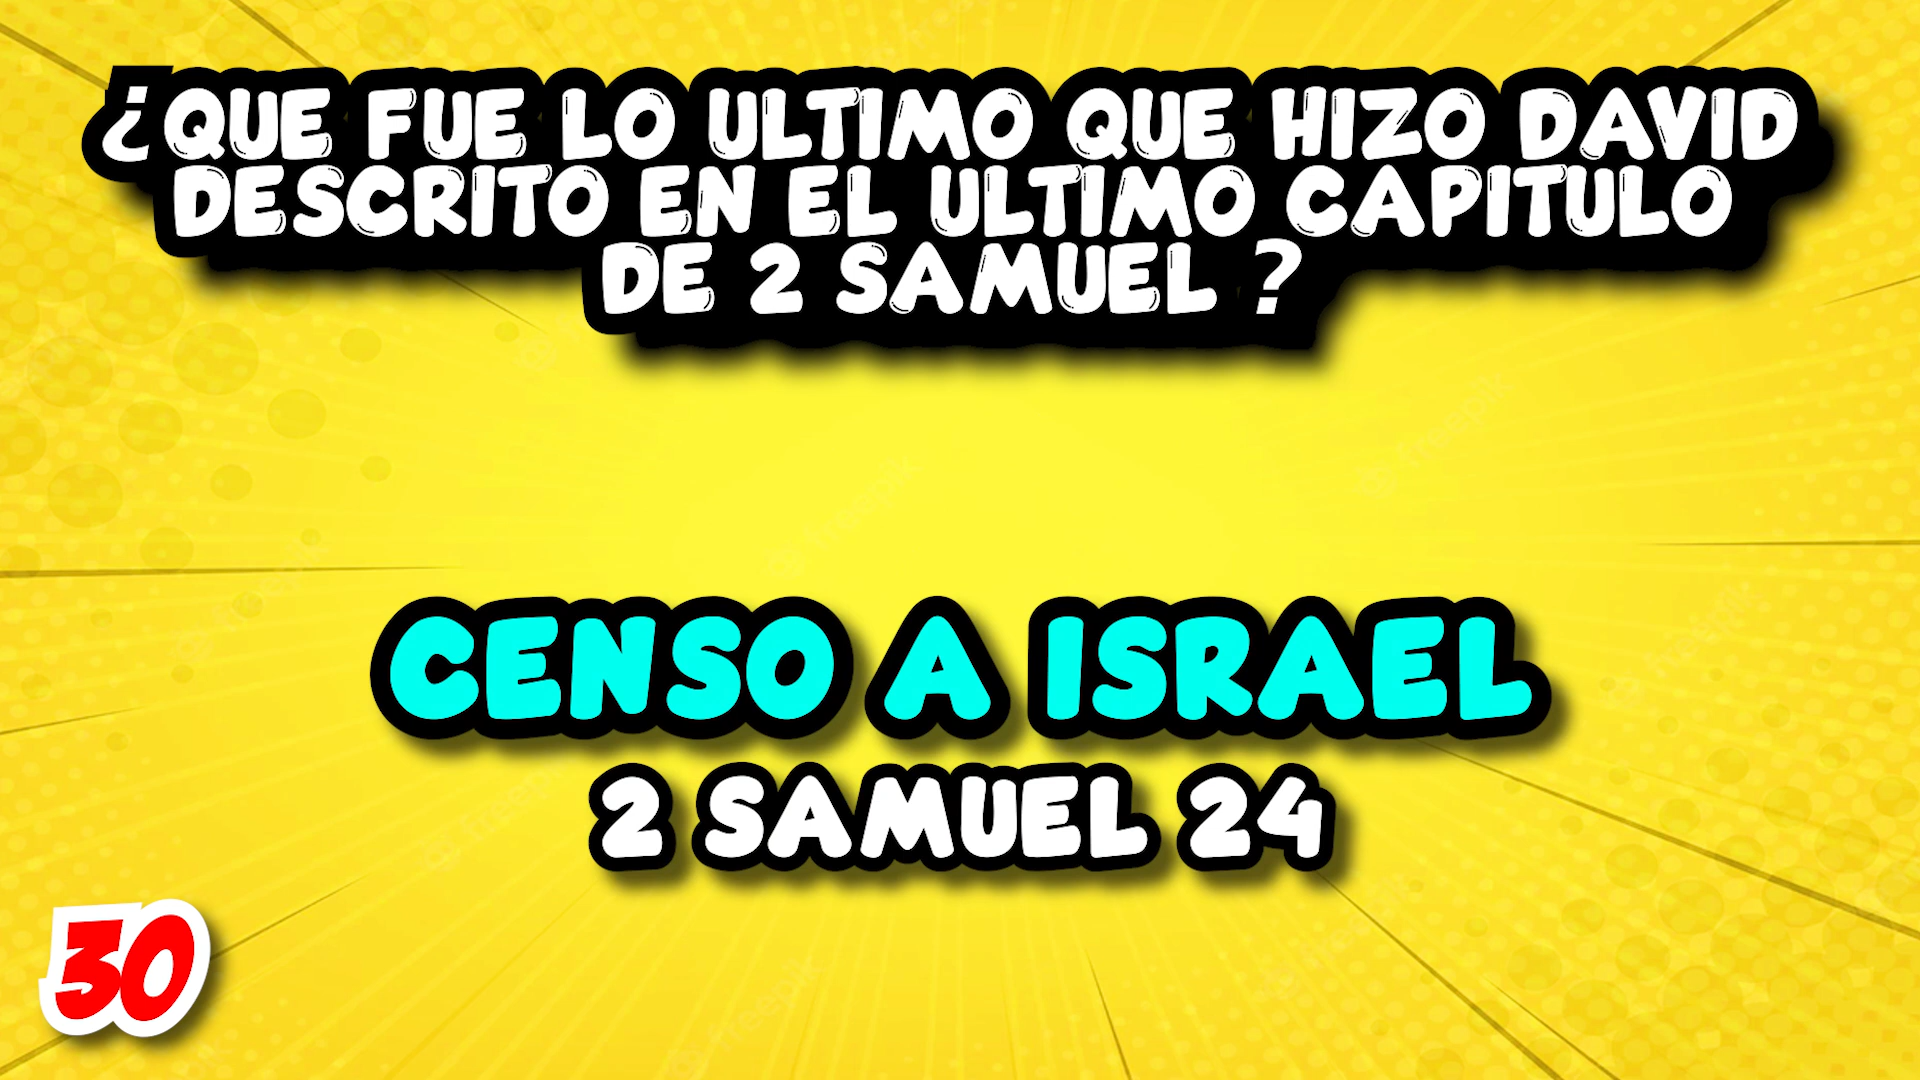 ¿QUE FUE LO ULTIMO QUE HIZO DAVID
DESCRITO EN EL ULTIMO CAPITULO
DE 2 SAMUEL ?
CENSO A ISRAEL
2 SAMUEL 24
30